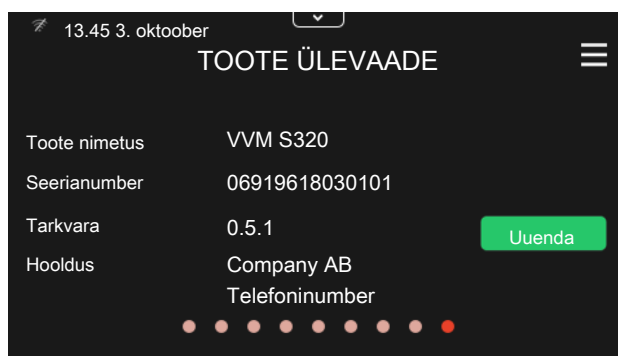 13.45 3. oktoober
TOOTE ÜLEVAADE
Toote nimetus VVM S320
Seerianumber 06919618030101
Tarkvara 0.5.1 Uuenda
Hooldus Company AB
Telefoninumber